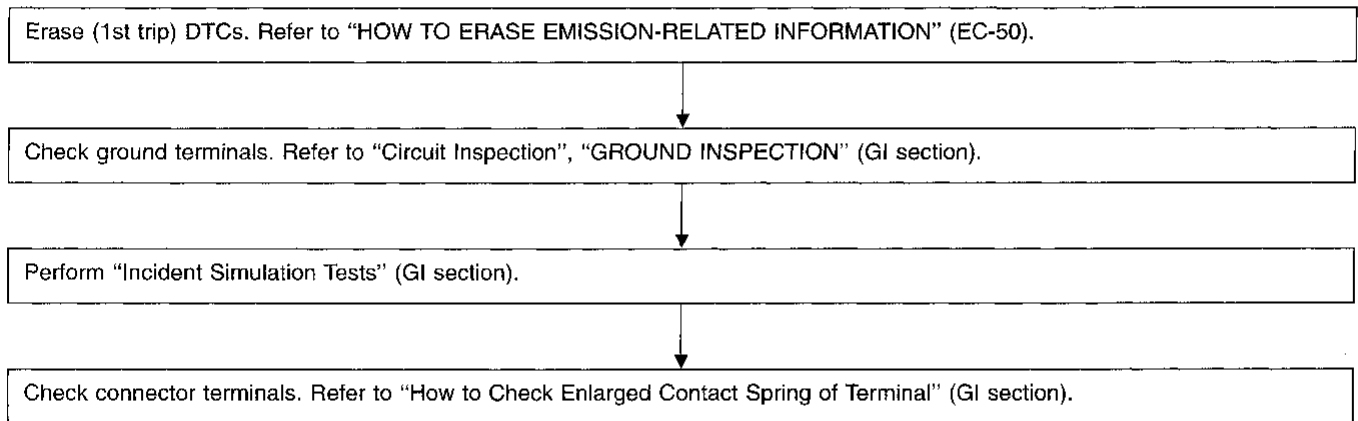 Erase (1st trip) DTCs. Refer to “HOW TO ERASE EMISSION-RELATED INFORMATION” (EC-50).
Check ground terminals. Refer to “Circuit Inspection”, “GROUND INSPECTION” (GI section).
Perform “Incident Simulation Tests” (GI section).
Check connector terminals. Refer to “How to Check Enlarged Contact Spring of Terminal” (GI section).